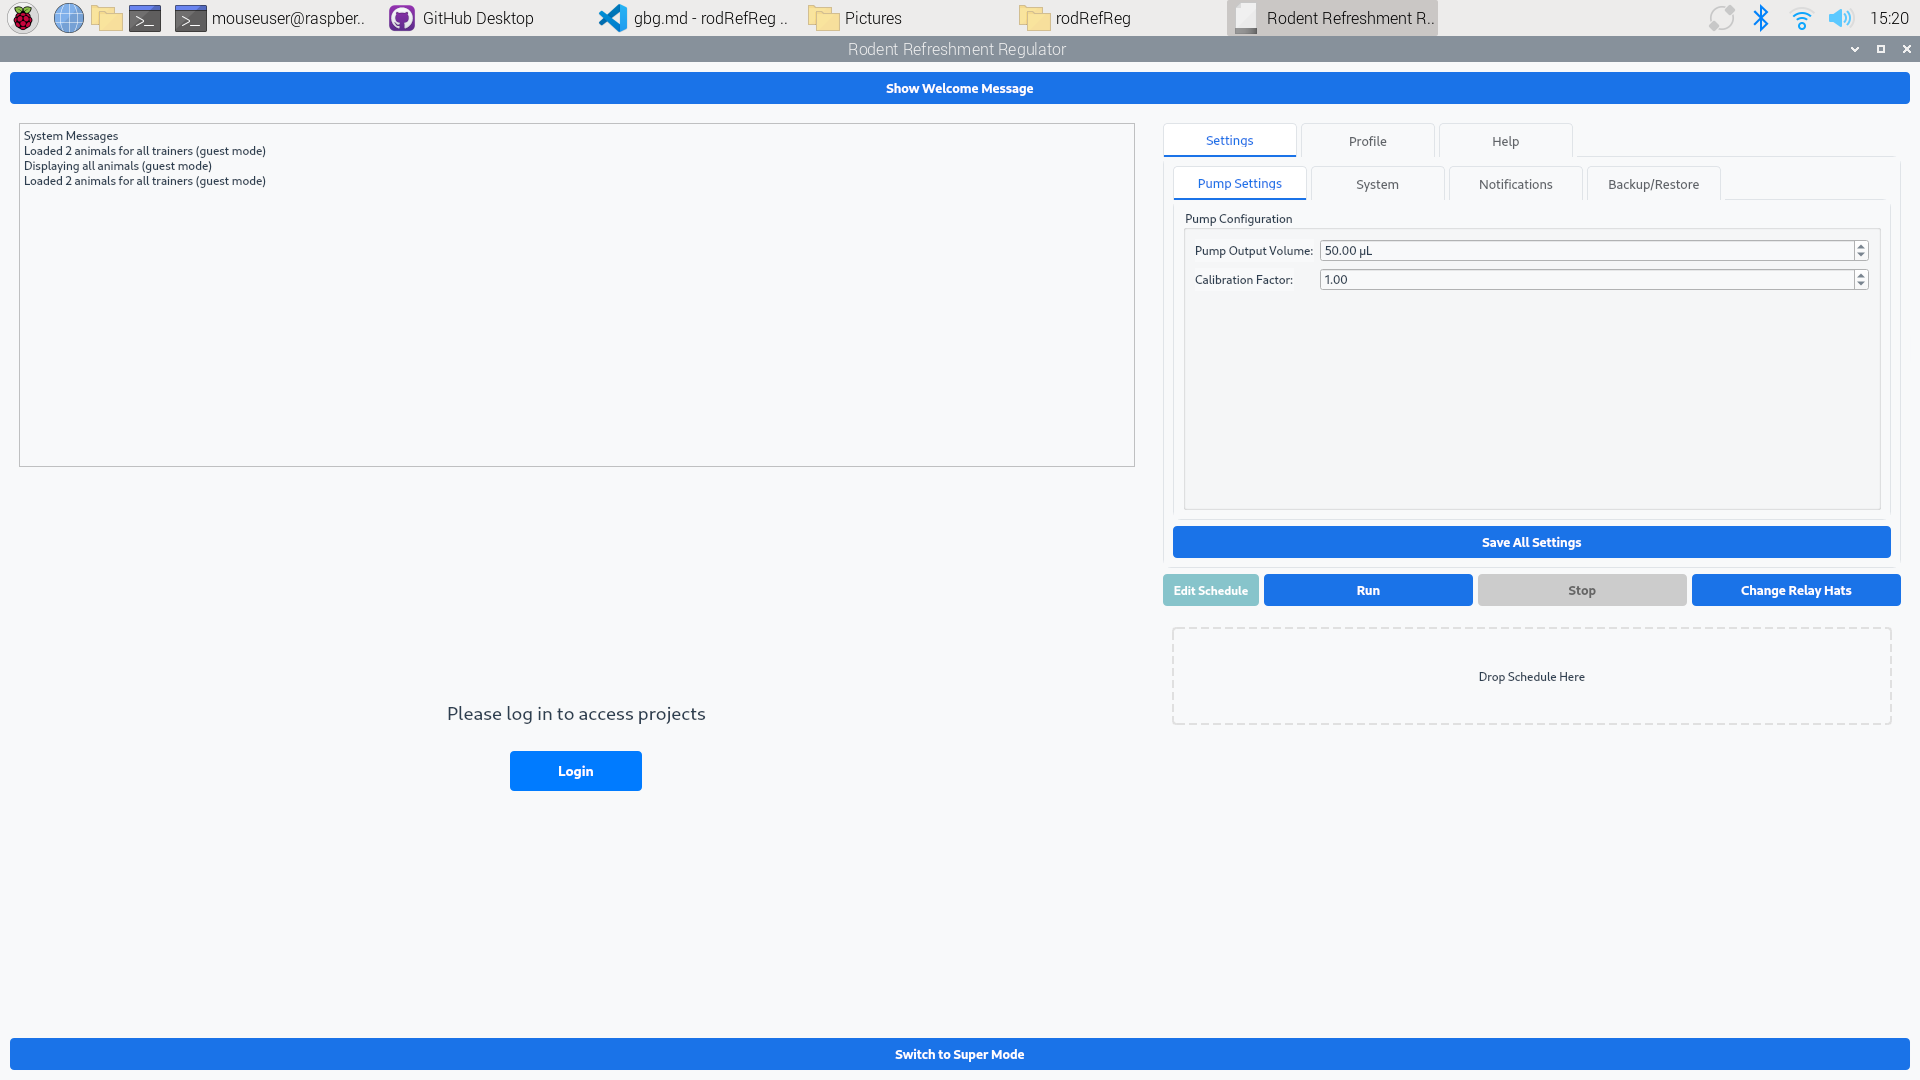 mouseuser@raspber..
GitHub Desktop
gbg.md - rodRefReg ..
Pictures
rodRefReg
Rodent Refreshment R..
15:20
Rodent Refreshment Regulator
Show Welcome Message
System Messages
Loaded 2 animals for all trainers (guest mode)
Displaying all animals (guest mode)
Loaded 2 animals for all trainers (guest mode)
Please log in to access projects
Login
Settings
Profile
Help
Pump Settings
System
Notifications
Backup/Restore
Pump Configuration
Pump Output Volume: 50.00 µL
Calibration Factor: 1.00
Save All Settings
Edit Schedule
Run
Stop
Change Relay Hats
Drop Schedule Here
Switch to Super Mode